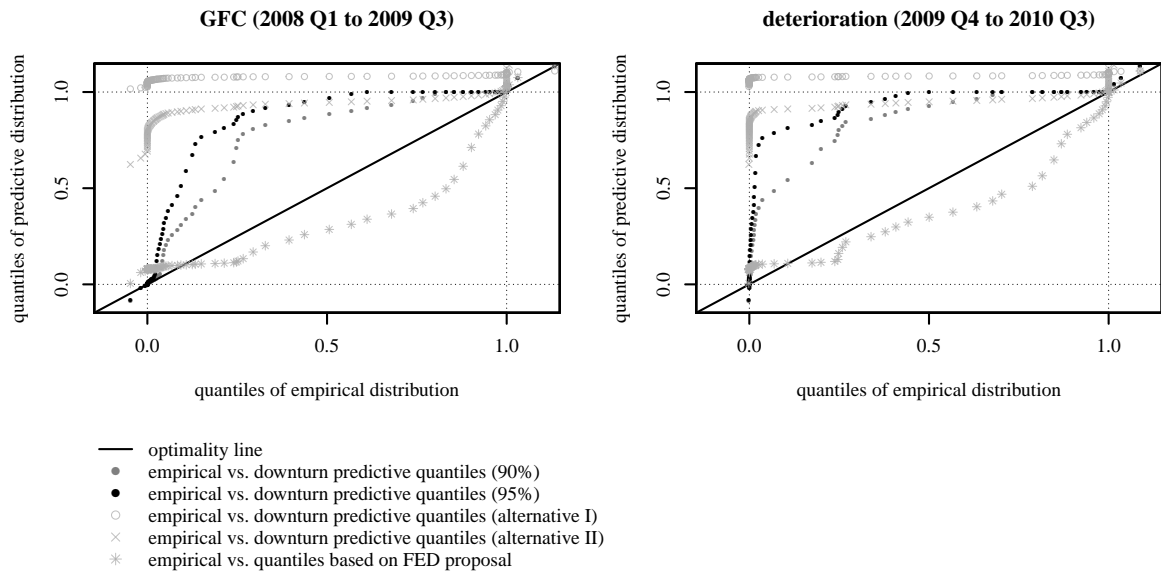 GFC (2008 Q1 to 2009 Q3)
quantiles of predictive distribution
0.0 0.5 1.0
0.0 0.5 1.0
quantiles of empirical distribution
deterioration (2009 Q4 to 2010 Q3)
quantiles of predictive distribution
0.0 0.5 1.0
0.0 0.5 1.0
quantiles of empirical distribution
optimality line
empirical vs. downturn predictive quantiles (90%)
empirical vs. downturn predictive quantiles (95%)
empirical vs. downturn predictive quantiles (alternative I)
empirical vs. downturn predictive quantiles (alternative II)
empirical vs. quantiles based on FED proposal